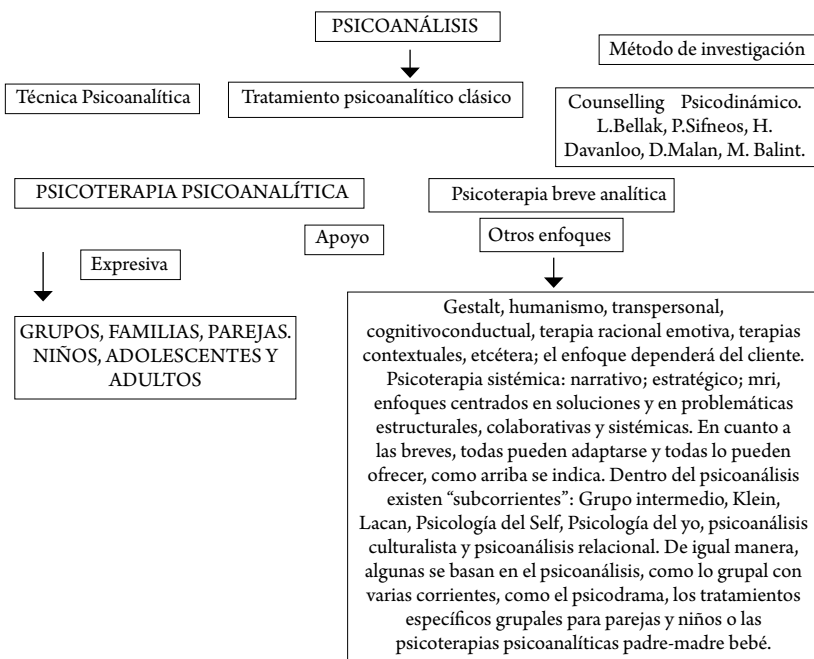 PSICOANÁLISIS
Método de investigación
Técnica Psicoanalítica
Tratamiento psicoanalítico clásico
Counselling Psicodinámico.
L.Bellak, P.Sifneos, H.
Davanloo, D.Malan, M. Balint.
PSICOTERAPIA PSICOANALÍTICA
Psicoterapia breve analítica
Apoyo
Otros enfoques
Expresiva
GRUPOS, FAMILIAS, PAREJAS.
NIÑOS, ADOLESCENTES Y
ADULTOS
Gestalt, humanismo, transpersonal,
cognitivoconductual, terapia racional emotiva, terapias
contextuales, etcétera; el enfoque dependerá del cliente.
Psicoterapia sistémica: narrativo; estratégico; mri,
enfoques centrados en soluciones y en problemáticas
estructurales, colaborativas y sistémicas. En cuanto a
las breves, todas pueden adaptarse y todas lo pueden
ofrecer, como arriba se indica. Dentro del psicoanálisis
existen “subcorrientes”: Grupo intermedio, Klein,
Lacan, Psicología del Self, Psicología del yo, psicoanálisis
culturalista y psicoanálisis relacional. De igual manera,
algunas se basan en el psicoanálisis, como lo grupal con
varias corrientes, como el psicodrama, los tratamientos
específicos grupales para parejas y niños o las
psicoterapias psicoanalíticas padre-madre bebé.